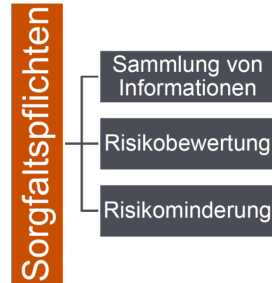 Sorgfaltspflichten
Sammlung von
Informationen
Risikobewertung
Risikominderung